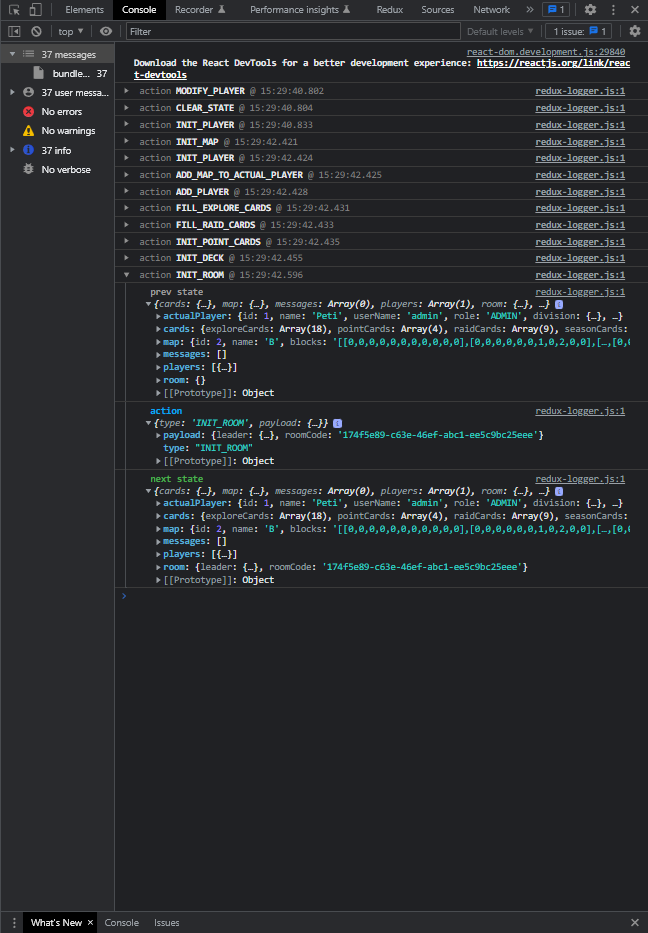 Elements Console Recorder Performance insights Redux Sources Network » 1
top ▾ Filter Default levels ▾ 1 issue: 1
37 messages
bundle... 37
37 user messa...
No errors
No warnings
37 info
No verbose
react-dom.development.js:29840
Download the React DevTools for a better development experience: https://reactjs.org/link/reac
t-devtools
action MODIFY_PLAYER @ 15:29:40.802 redux-logger.js:1
action CLEAR_STATE @ 15:29:40.804 redux-logger.js:1
action INIT_PLAYER @ 15:29:40.833 redux-logger.js:1
action INIT_MAP @ 15:29:42.421 redux-logger.js:1
action INIT_PLAYER @ 15:29:42.424 redux-logger.js:1
action ADD_MAP_TO_ACTUAL_PLAYER @ 15:29:42.425 redux-logger.js:1
action ADD_PLAYER @ 15:29:42.428 redux-logger.js:1
action FILL_EXPLORE_CARDS @ 15:29:42.431 redux-logger.js:1
action FILL_RAID_CARDS @ 15:29:42.433 redux-logger.js:1
action INIT_POINT_CARDS @ 15:29:42.435 redux-logger.js:1
action INIT_DECK @ 15:29:42.455 redux-logger.js:1
action INIT_ROOM @ 15:29:42.596 redux-logger.js:1
prev state redux-logger.js:1
{cards: {…}, map: {…}, messages: Array(0), players: Array(1), room: {…}, …}
actualPlayer: {id: 1, name: 'Peti', userName: 'admin', role: 'ADMIN', division: {…}, …}
cards: {exploreCards: Array(18), pointCards: Array(4), raidCards: Array(9), seasonCards:
map: {id: 2, name: 'B', blocks: '[[0,0,0,0,0,0,0,0,0,0,0],[0,0,0,0,0,0,1,0,2,0,0],[…,[0,0
messages: []
players: [{…}]
room: {}
[[Prototype]]: Object
action redux-logger.js:1
{type: 'INIT_ROOM', payload: {…}}
payload: {leader: {…}, roomCode: '174f5e89-c63e-46ef-abc1-ee5c9bc25eee'}
type: "INIT_ROOM"
[[Prototype]]: Object
next state redux-logger.js:1
{cards: {…}, map: {…}, messages: Array(0), players: Array(1), room: {…}, …}
actualPlayer: {id: 1, name: 'Peti', userName: 'admin', role: 'ADMIN', division: {…}, …}
cards: {exploreCards: Array(18), pointCards: Array(4), raidCards: Array(9), seasonCards:
map: {id: 2, name: 'B', blocks: '[[0,0,0,0,0,0,0,0,0,0,0],[0,0,0,0,0,0,1,0,2,0,0],[…,[0,0
messages: []
players: [{…}]
room: {leader: {…}, roomCode: '174f5e89-c63e-46ef-abc1-ee5c9bc25eee'}
[[Prototype]]: Object
What's New × Console Issues